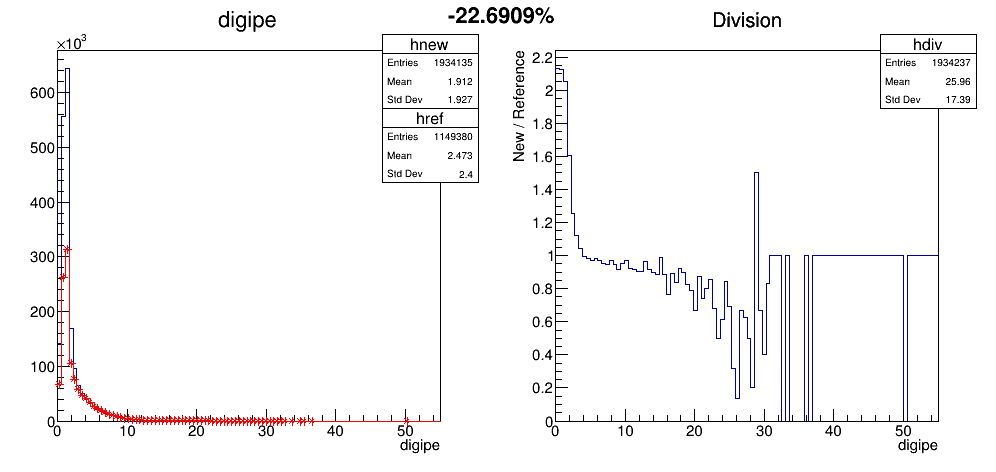 -22.6909%
digipe
×10³
hnew
Entries 1934135
Mean 1.912
Std Dev 1.927
href
Entries 1149380
Mean 2.473
Std Dev 2.4
600
500
400
300
200
100
0
0 10 20 30 40 50
digipe
Division
hdiv
Entries 1934237
Mean 25.96
Std Dev 17.39
New / Reference
2.2
2
1.8
1.6
1.4
1.2
1
0.8
0.6
0.4
0.2
0
0 10 20 30 40 50
digipe